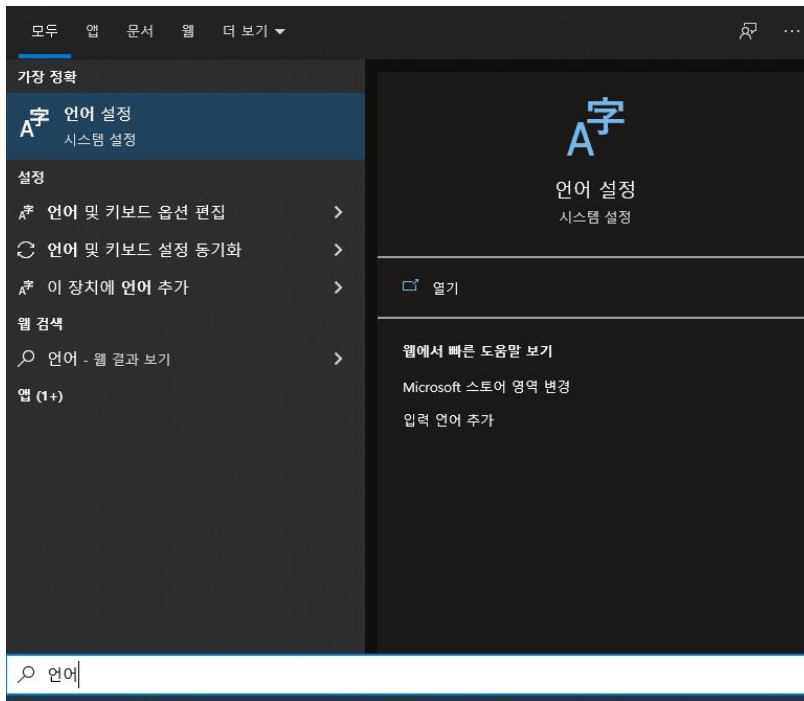 모두 앱 문서 웹 더 보기
가장 정확
언어 설정
시스템 설정
설정
언어 및 키보드 옵션 편집
언어 및 키보드 설정 동기화
이 장치에 언어 추가
웹 검색
언어 - 웹 결과 보기
앱 (1+)
A字
언어 설정
시스템 설정
열기
웹에서 빠른 도움말 보기
Microsoft 스토어 영역 변경
입력 언어 추가
언어